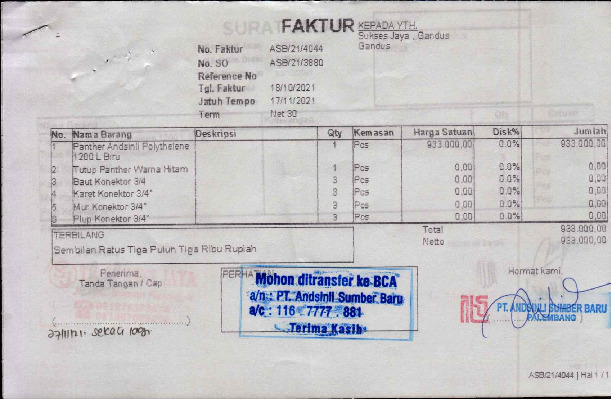 FAKTUR
KEPADA YTH.
Sukses Jaya , Gandus
Gandus
No. Faktur ASB/21/4044
No. SO ASB/21/3880
Reference No
Tgl. Faktur 18/10/2021
Jatuh Tempo 17/11/2021
Term Net 30
No. Nama Barang Deskripsi Qty Kemasan Harga Satuan Disk% Jumlah
1 Panther Andsinli Polythelene 1 Pcs 933.000,00 0.0% 933.000,00
1200 L Biru
2 Tutup Panther Warna Hitam 1 Pcs 0,00 0.0% 0,00
3 Baut Konektor 3/4 3 Pcs 0,00 0.0% 0,00
4 Karet Konektor 3/4" 3 Pcs 0,00 0.0% 0,00
5 Mur Konektor 3/4" 3 Pcs 0,00 0.0% 0,00
6 Plup Konektor 3/4" 3 Pcs 0,00 0.0% 0,00
Total 933.000,00
Netto 933.000,00
TERBILANG
Sembilan Ratus Tiga Puluh Tiga Ribu Rupiah
Penerima,
Tanda Tangan / Cap
PERHATIAN
Mohon ditransfer ke BCA
a/n : PT. Andsinli Sumber Baru
a/c : 116 . 7777 . 881
Terima Kasih
Hormat kami,
PT. ANDSINLI SUMBER BARU
PALEMBANG
ASB/21/4044 | Hal 1 / 1